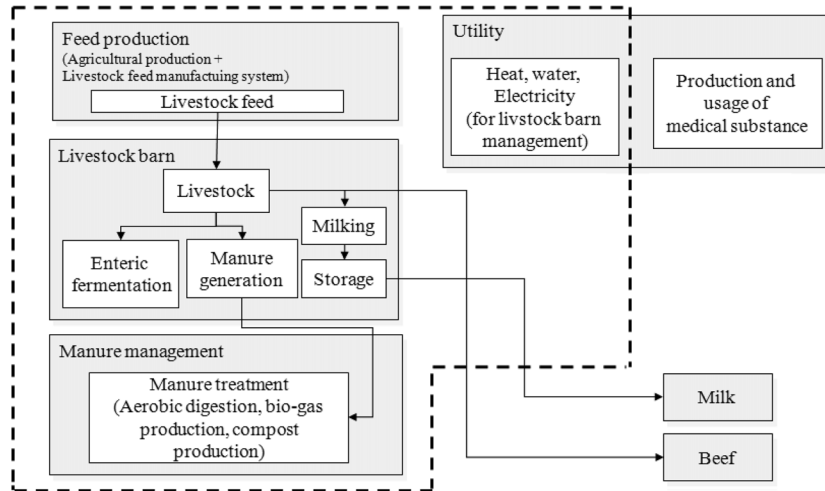 Feed production
(Agricultural production +
Livestock feed manufactuing system)
Livestock feed
Utility
Heat, water,
Electricity
(for livstock barn
management)
Production and
usage of
medical substance
Livestock barn
Livestock
Milking
Enteric
fermentation
Manure
generation
Storage
Manure management
Manure treatment
(Aerobic digestion, bio-gas
production, compost
production)
Milk
Beef